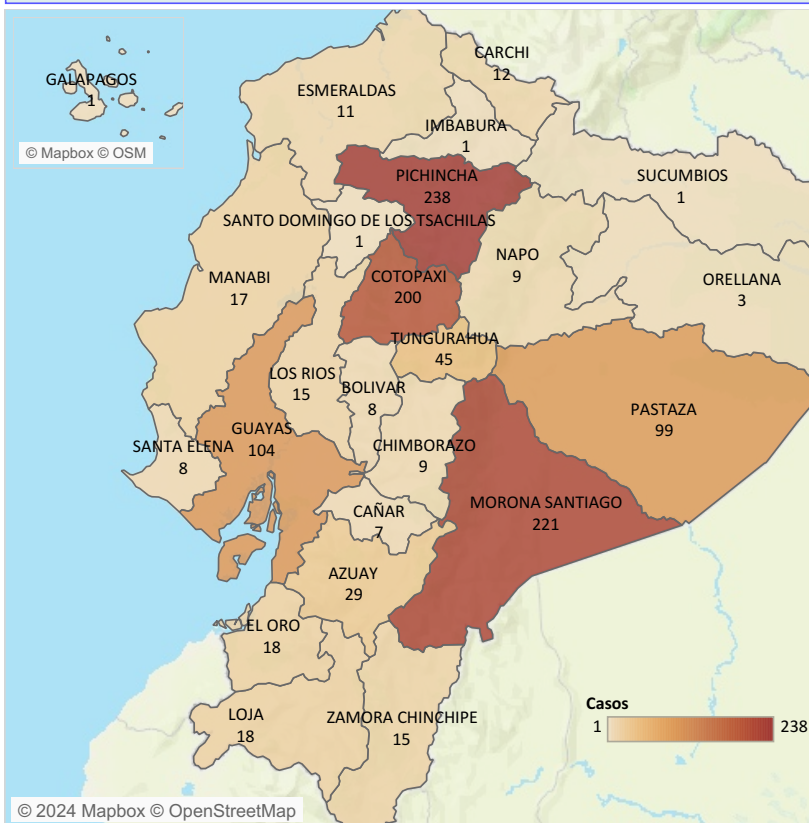 CARCHI
12
GALAPAGOS
1
ESMERALDAS
11
IMBABURA
1
© Mapbox © OSM
PICHINCHA
238
SUCUMBIOS
1
SANTO DOMINGO DE LOS TSACHILAS
1
NAPO
9
MANABI
17
COTOPAXI
200
ORELLANA
3
TUNGURAHUA
45
LOS RIOS
15
BOLIVAR
8
PASTAZA
99
GUAYAS
104
SANTA ELENA
8
CHIMBORAZO
9
MORONA SANTIAGO
221
CAÑAR
7
AZUAY
29
EL ORO
18
LOJA
18
ZAMORA CHINCHIPE
15
Casos
1 238
© 2024 Mapbox © OpenStreetMap